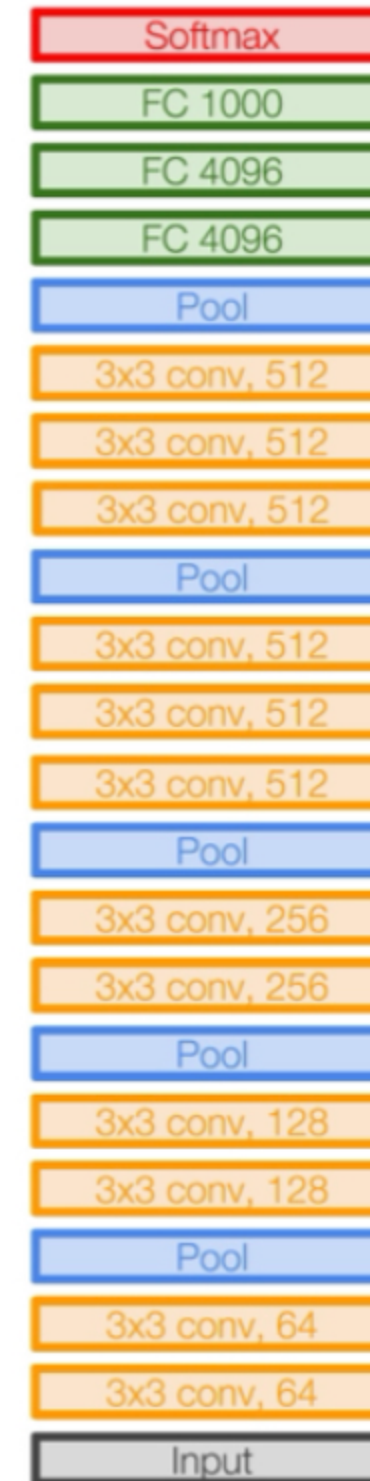 Softmax
FC 1000
FC 4096
FC 4096
Pool
3x3 conv, 512
3x3 conv, 512
3x3 conv, 512
Pool
3x3 conv, 512
3x3 conv, 512
3x3 conv, 512
Pool
3x3 conv, 256
3x3 conv, 256
Pool
3x3 conv, 128
3x3 conv, 128
Pool
3x3 conv, 64
3x3 conv, 64
Input